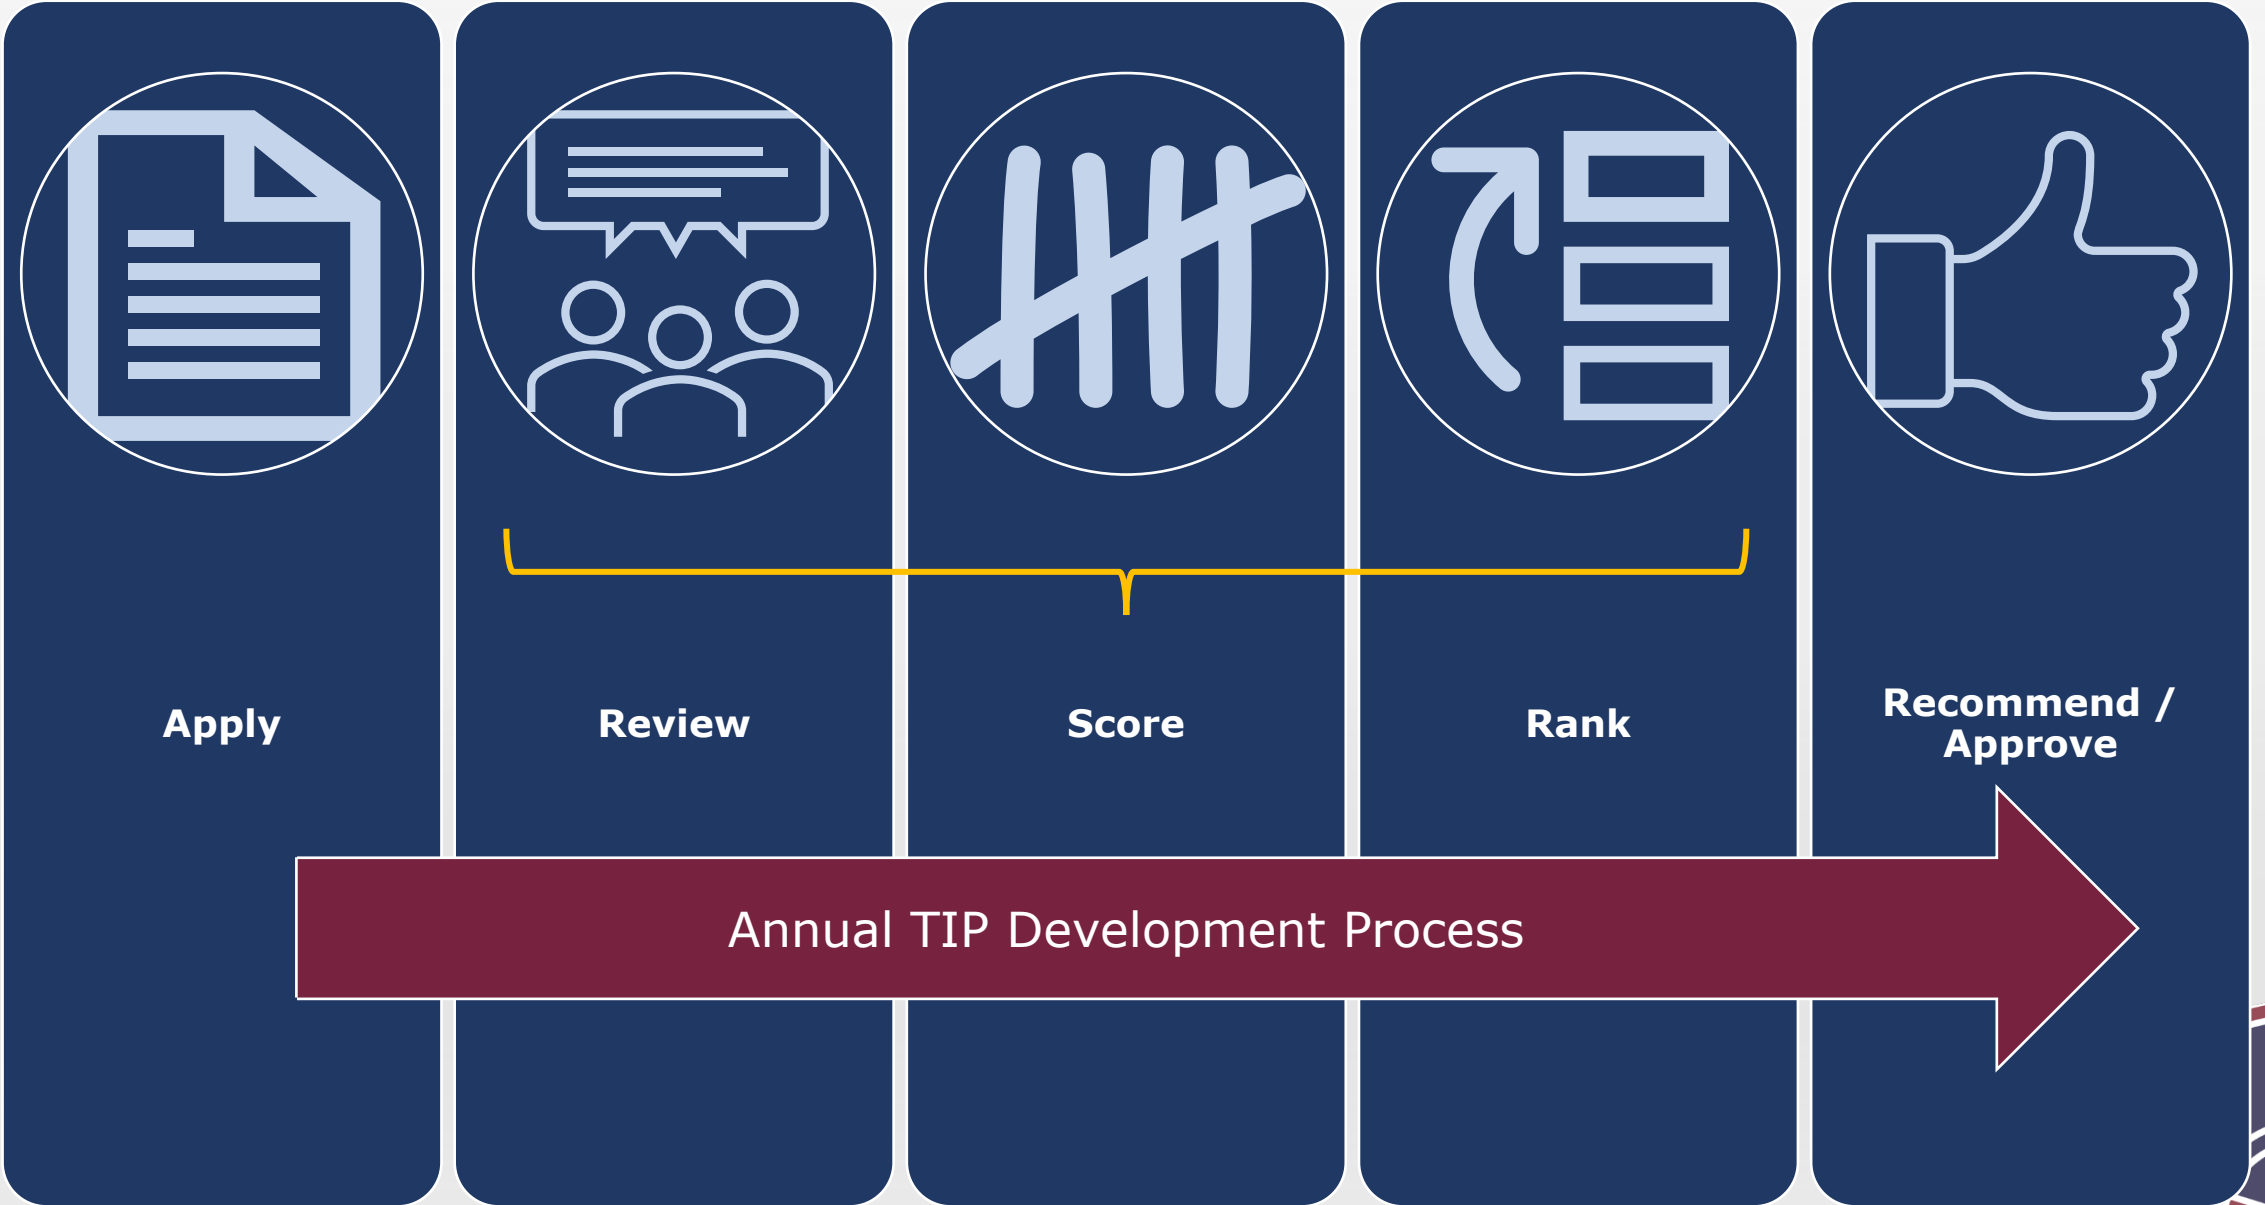 Apply
Review
Score
Rank
Recommend /
Approve
Annual TIP Development Process